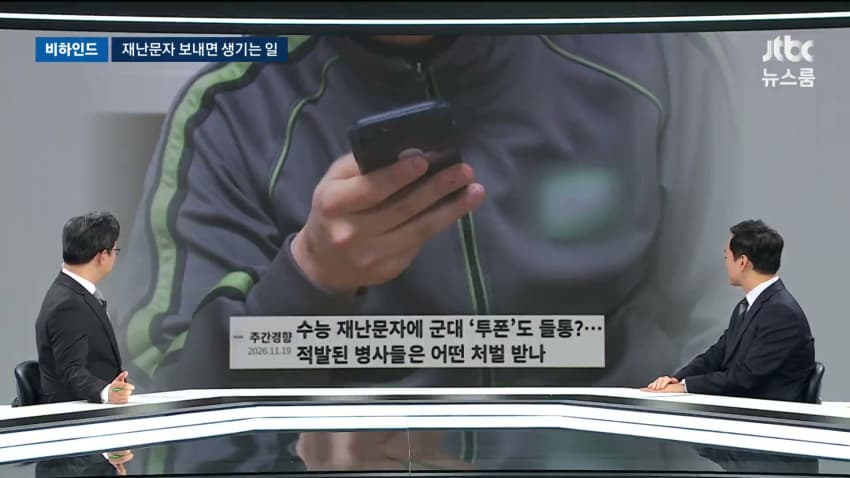 비하인드
재난문자 보내면 생기는 일
jtbc
뉴스룸
주간경향
2026.11.19
수능 재난문자에 군대 ‘투폰’도 들통?…
적발된 병사들은 어떤 처벌 받나